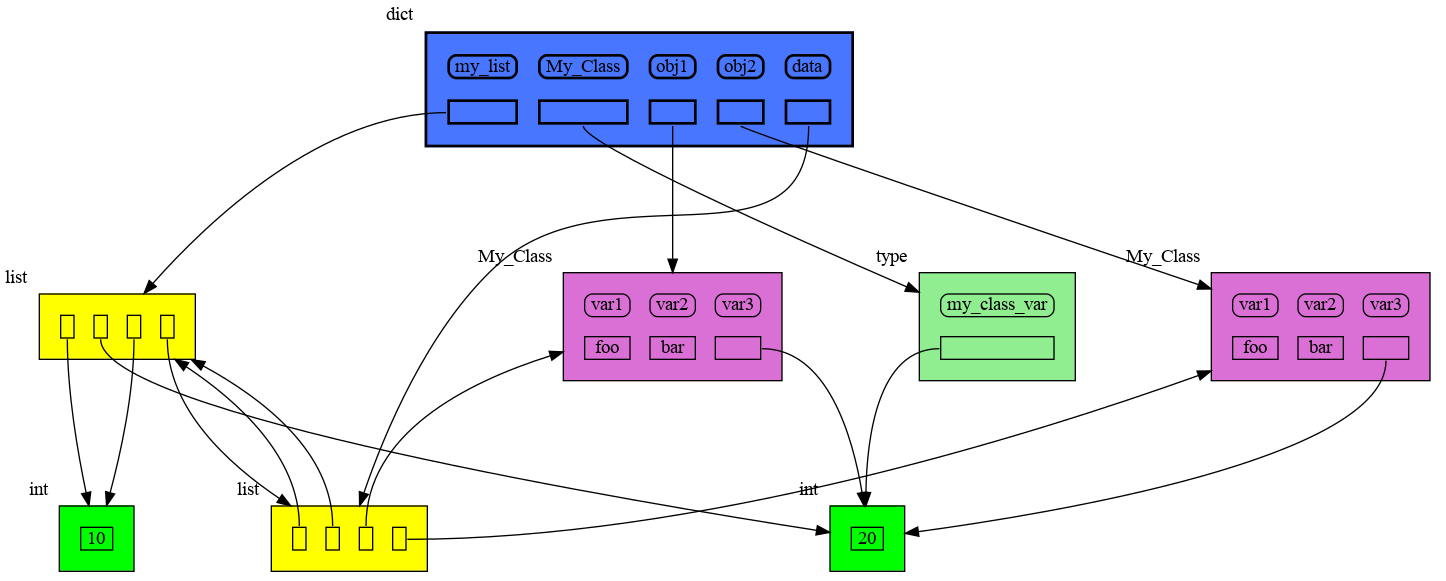 dict
my_list My_Class obj1 obj2 data
list
My_Class
var1 var2 var3
foo bar
type
my_class_var
My_Class
var1 var2 var3
foo bar
int
10
list
int
20